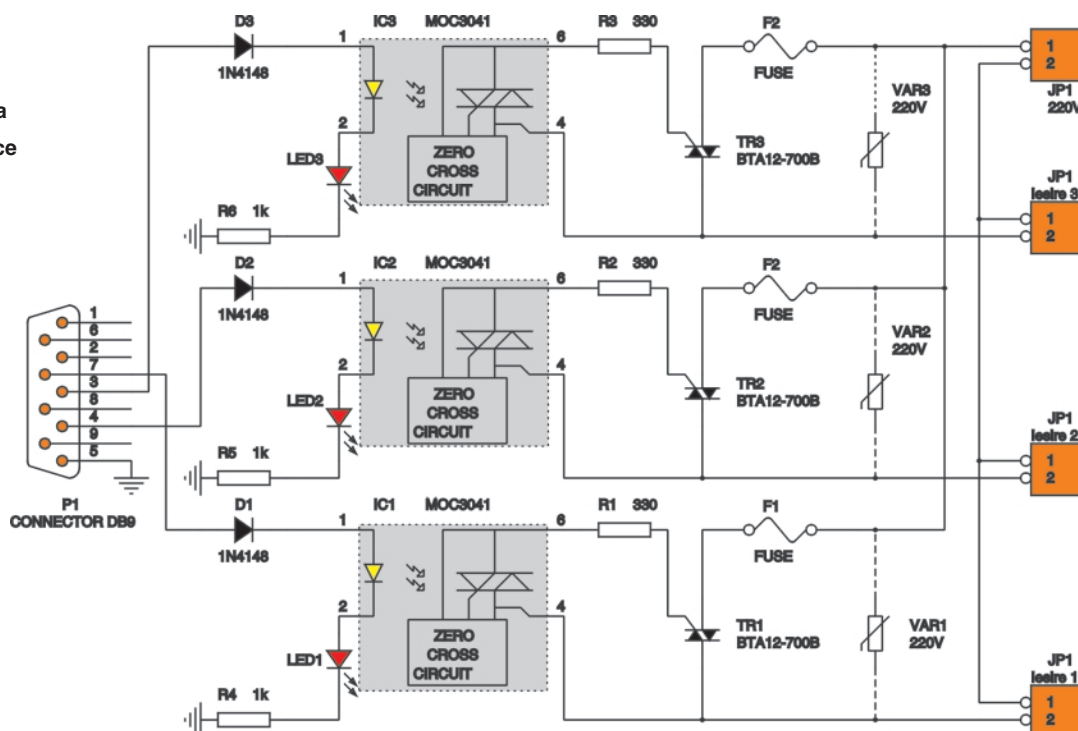 a
ce
D3
1N4148
IC3 MOC3041
1
2
6
4
ZERO
CROSS
CIRCUIT
LED3
R6 1k
R3 330
F2
FUSE
TR3
BTA12-700B
VAR3
220V
1
2
JP1
220V
JP1
Iesire 3
1
2
D2
1N4148
IC2 MOC3041
1
2
6
4
ZERO
CROSS
CIRCUIT
LED2
R5 1k
R2 330
F2
FUSE
TR2
BTA12-700B
VAR2
220V
JP1
Iesire 2
1
2
1
6
2
7
3
8
4
9
5
P1
CONNECTOR DB9
D1
1N4148
IC1 MOC3041
1
2
6
4
ZERO
CROSS
CIRCUIT
LED1
R4 1k
R1 330
F1
FUSE
TR1
BTA12-700B
VAR1
220V
JP1
Iesire 1
1
2